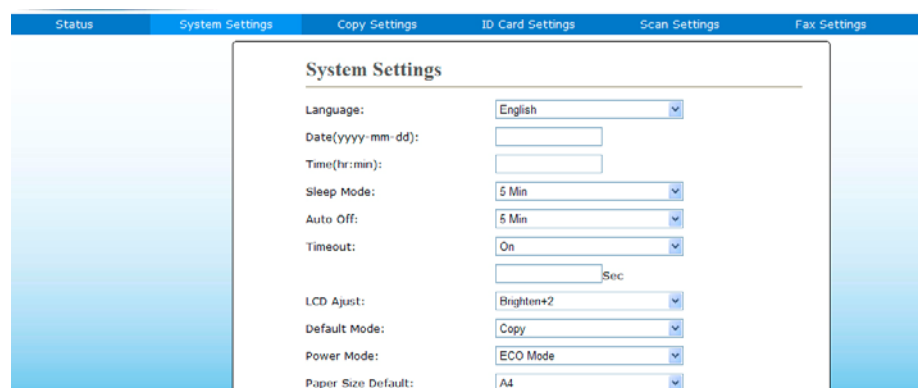 Status System Settings Copy Settings ID Card Settings Scan Settings Fax Settings
System Settings
Language: English
Date(yyyy-mm-dd):
Time(hr:min):
Sleep Mode: 5 Min
Auto Off: 5 Min
Timeout: On
Sec
LCD Ajust: Brighten+2
Default Mode: Copy
Power Mode: ECO Mode
Paper Size Default: A4